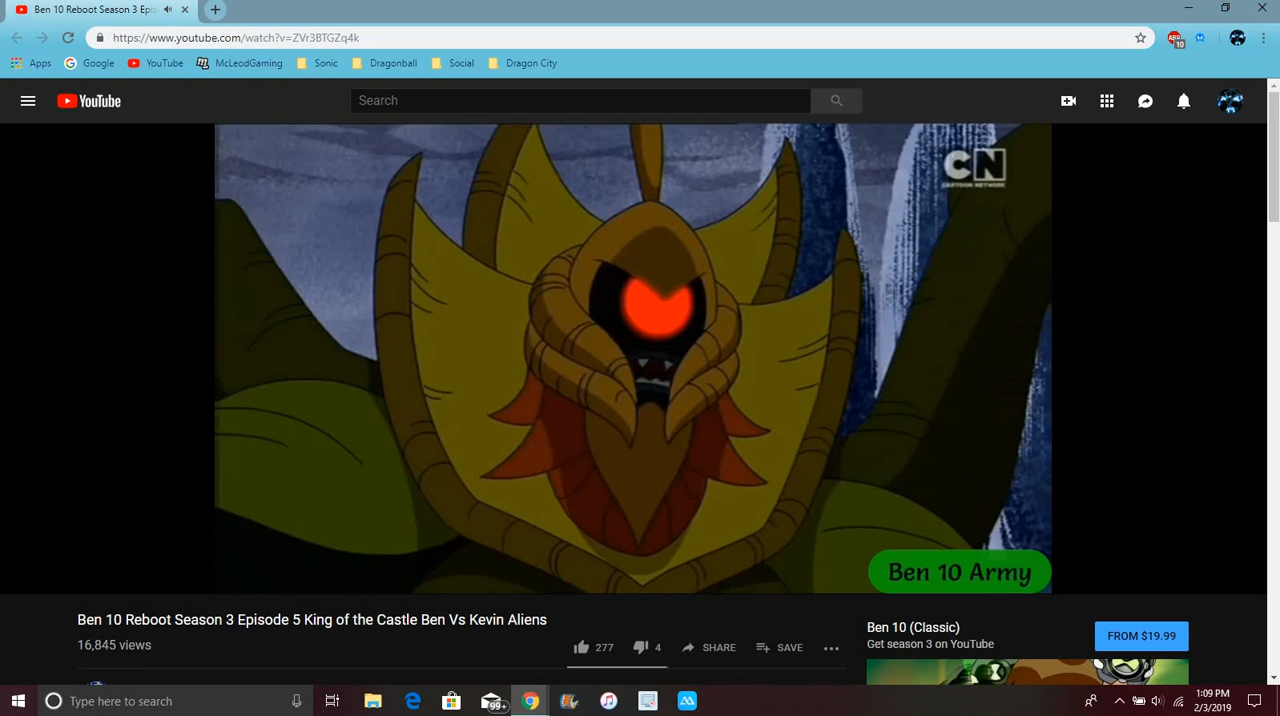 Ben 10 Reboot Season 3 Epis
https://www.youtube.com/watch?v=ZVr3BTGZq4k
ABP
10
Apps Google YouTube McLeodGaming Sonic Dragonball Social Dragon City
YouTube
Search
CN
CARTOON NETWORK
Ben 10 Army
Ben 10 Reboot Season 3 Episode 5 King of the Castle Ben Vs Kevin Aliens
16,845 views
277 4 SHARE SAVE
Ben 10 (Classic)
Get season 3 on YouTube
FROM $19.99
Type here to search
99+
1:09 PM
2/3/2019